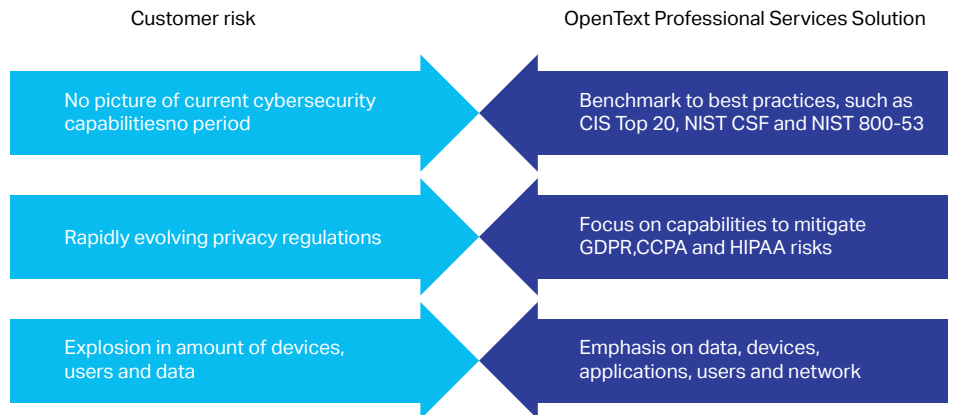 Customer risk
OpenText Professional Services Solution
No picture of current cybersecurity
capabilitiesno period
Benchmark to best practices, such as
CIS Top 20, NIST CSF and NIST 800-53
Rapidly evolving privacy regulations
Focus on capabilities to mitigate
GDPR,CCPA and HIPAA risks
Explosion in amount of devices,
users and data
Emphasis on data, devices,
applications, users and network